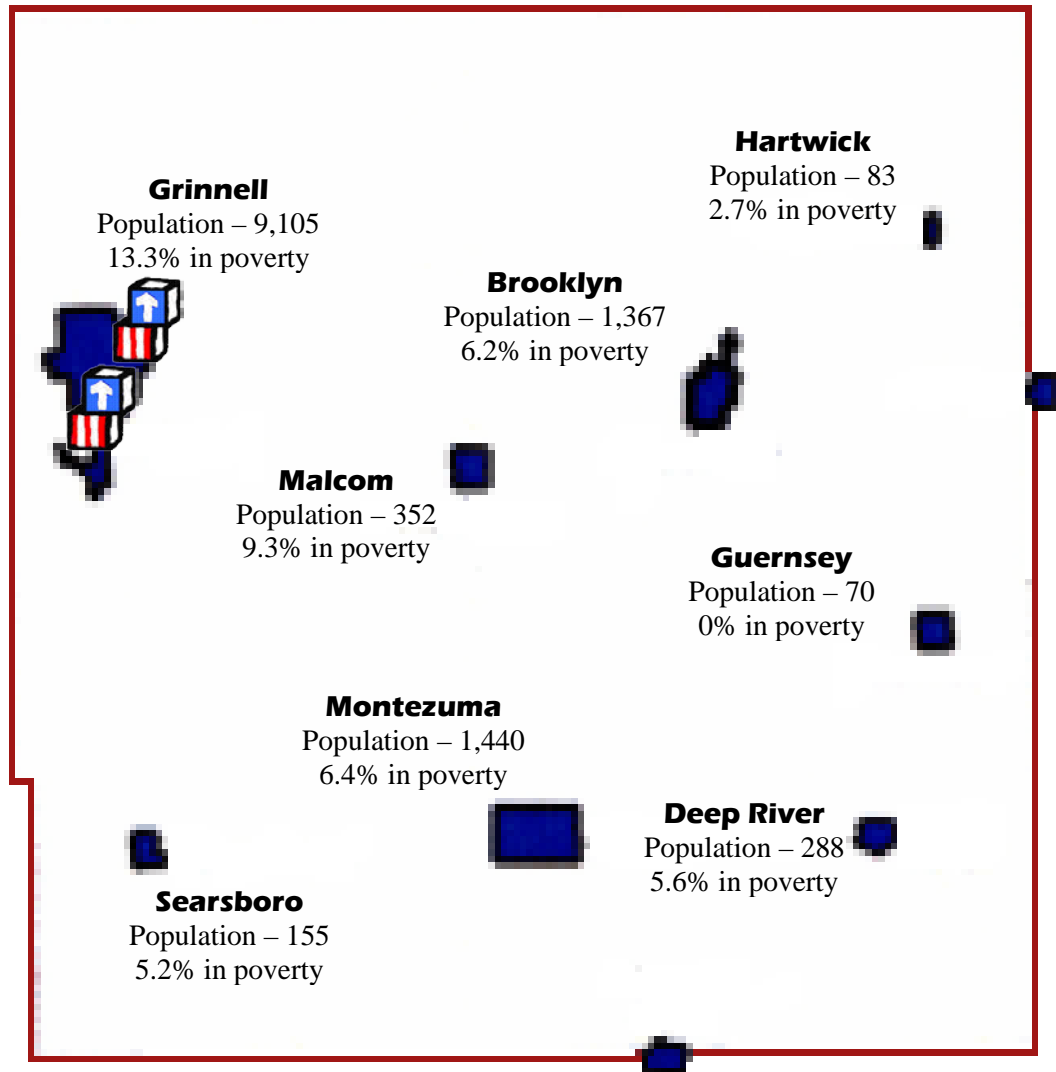 Hartwick
Population – 83
2.7% in poverty
Grinnell
Population – 9,105
13.3% in poverty
Brooklyn
Population – 1,367
6.2% in poverty
Malcom
Population – 352
9.3% in poverty
Guernsey
Population – 70
0% in poverty
Montezuma
Population – 1,440
6.4% in poverty
Deep River
Population – 288
5.6% in poverty
Searsboro
Population – 155
5.2% in poverty